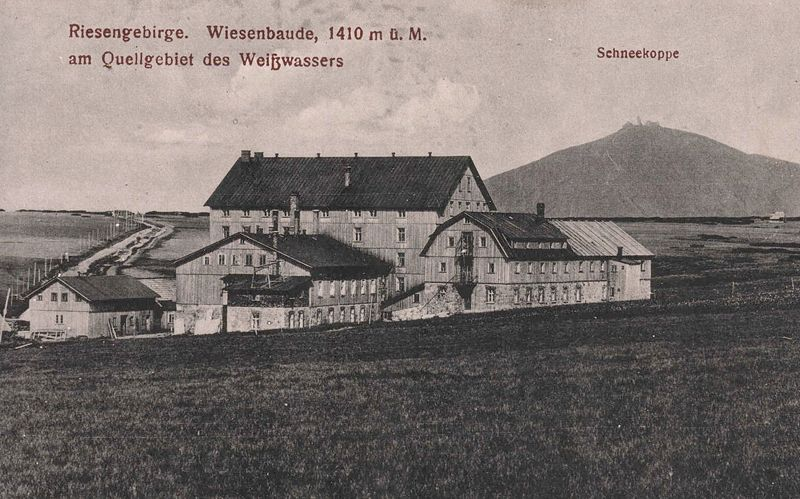 Riesengebirge. Wiesenbaude, 1410 m ü. M.
am Quellgebiet des Weißwassers
Schneekoppe